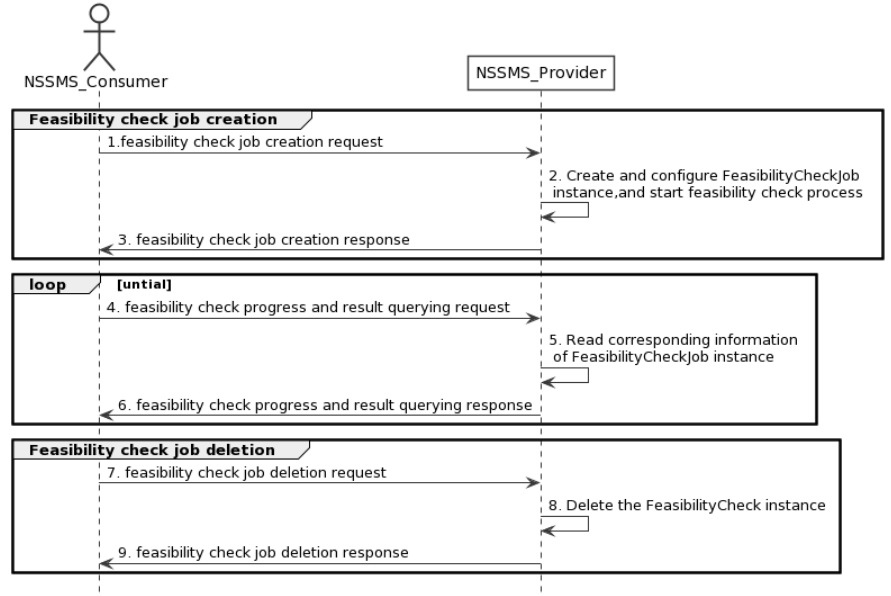 NSSMS_Consumer
NSSMS_Provider
Feasibility check job creation
1.feasibility check job creation request
2. Create and configure FeasibilityCheckJob
instance,and start feasibility check process
3. feasibility check job creation response
loop [untial]
4. feasibility check progress and result querying request
5. Read corresponding information
of FeasibilityCheckJob instance
6. feasibility check progress and result querying response
Feasibility check job deletion
7. feasibility check job deletion request
8. Delete the FeasibilityCheck instance
9. feasibility check job deletion response